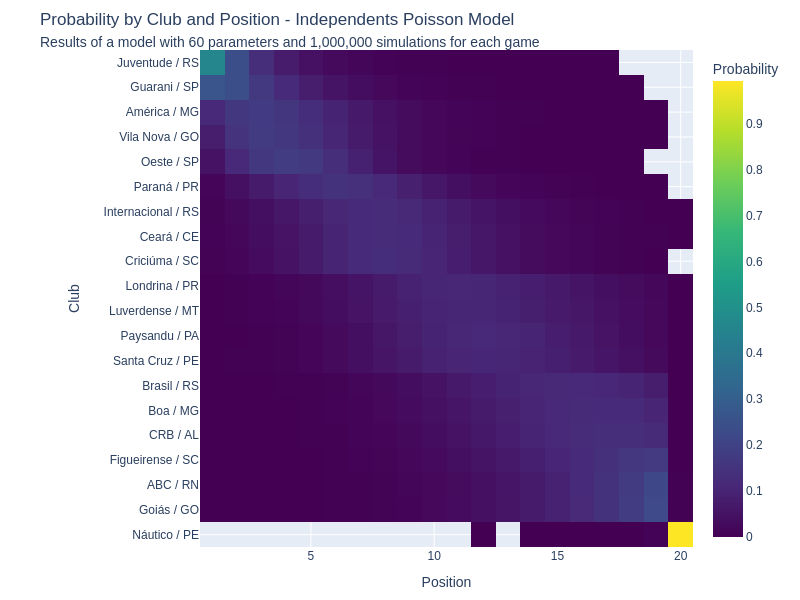 Probability by Club and Position - Independents Poisson Model
Results of a model with 60 parameters and 1,000,000 simulations for each game
Probability
Juventude / RS
Guarani / SP
América / MG
Vila Nova / GO
Oeste / SP
Paraná / PR
Internacional / RS
Ceará / CE
Criciúma / SC
Londrina / PR
Luverdense / MT
Paysandu / PA
Santa Cruz / PE
Brasil / RS
Boa / MG
CRB / AL
Figueirense / SC
ABC / RN
Goiás / GO
Náutico / PE
Club
5 10 15 20
Position
0.9
0.8
0.7
0.6
0.5
0.4
0.3
0.2
0.1
0